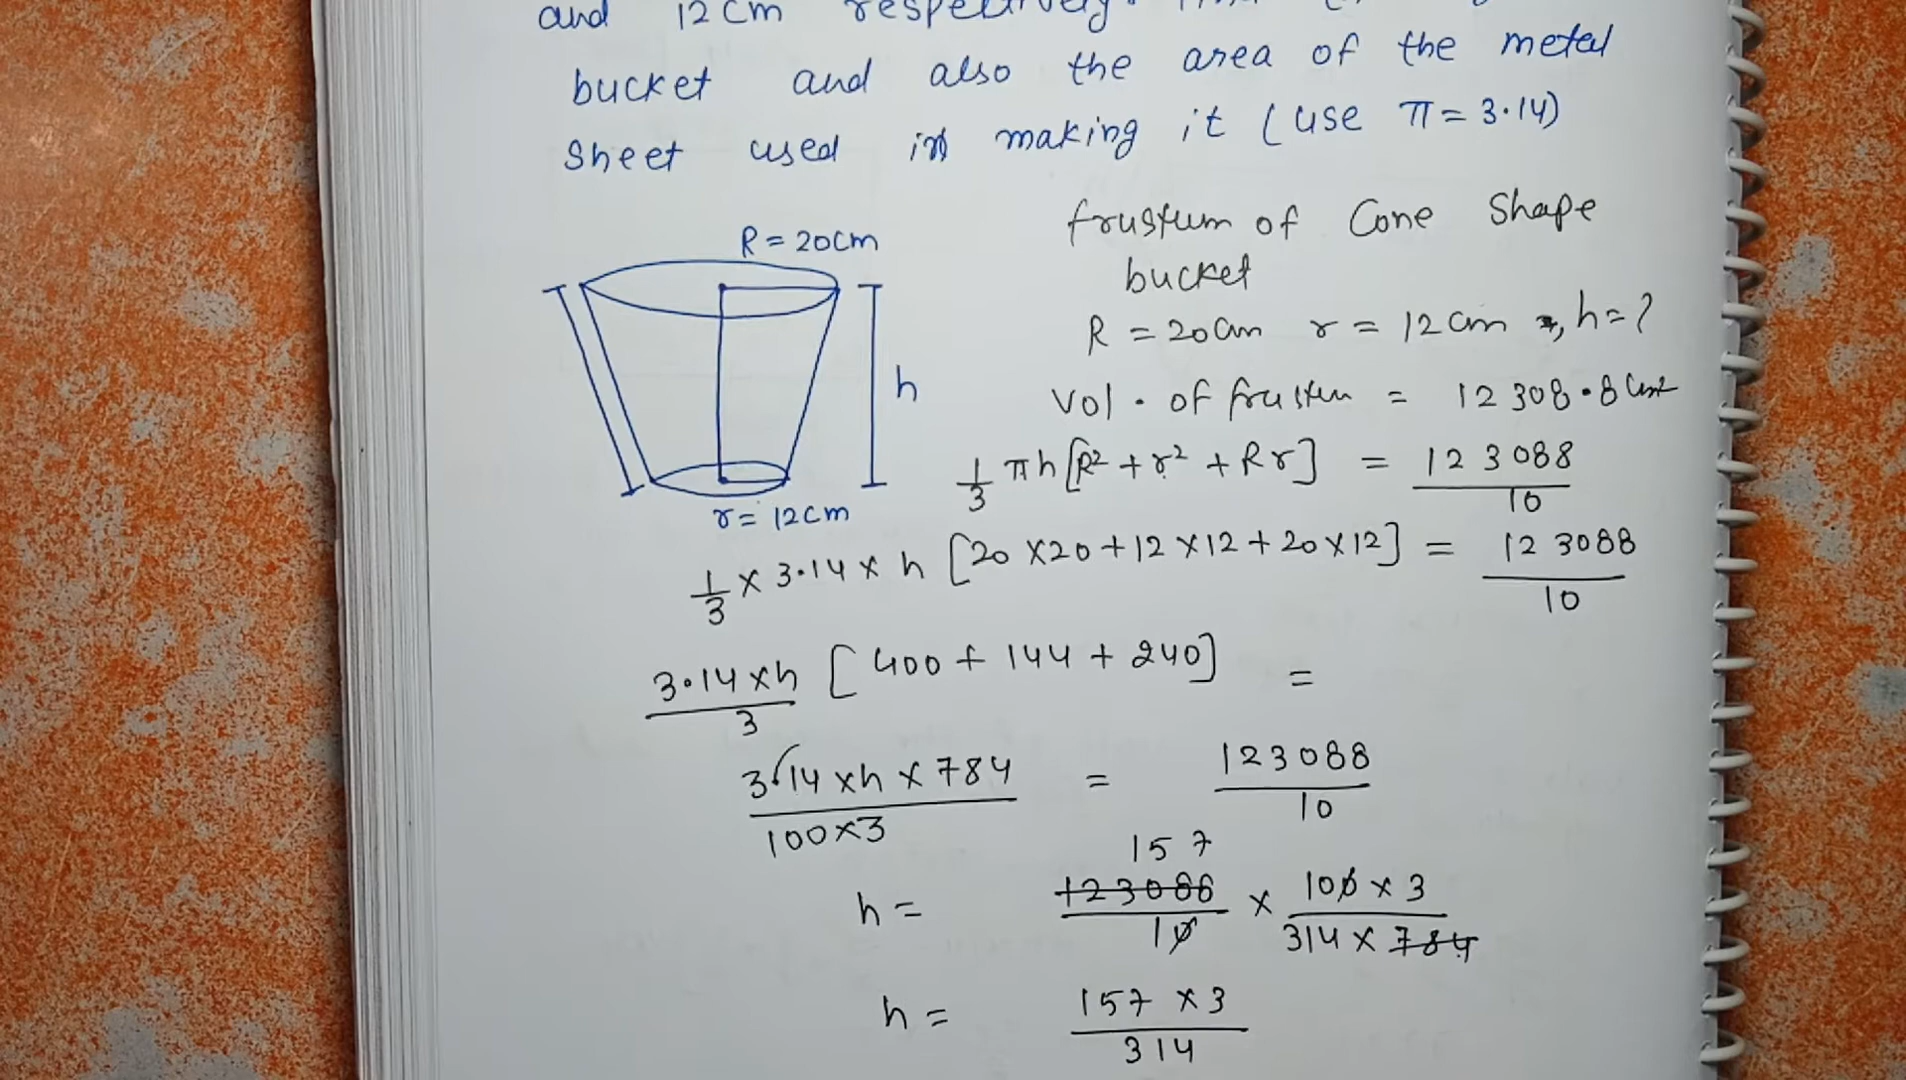 and 12 cm respectively.
bucket and also the area of the metal
Sheet used in making it (use π = 3.14)
frustum of Cone Shape
bucket
R = 20cm
R = 20cm r = 12cm , h = ?
h
vol. of frustum = 12308.8 cm²
1/3 πh[R² + r² + Rr] = 123088/10
r = 12cm
1/3 × 3.14 × h [20 × 20 + 12 × 12 + 20 × 12] = 123088/10
3.14 × h/3 [400 + 144 + 240] =
3.14 × h × 784/100×3 = 123088/10
157
h = 123088/10 × 100 × 3/314 × 784
h = 157 × 3/314